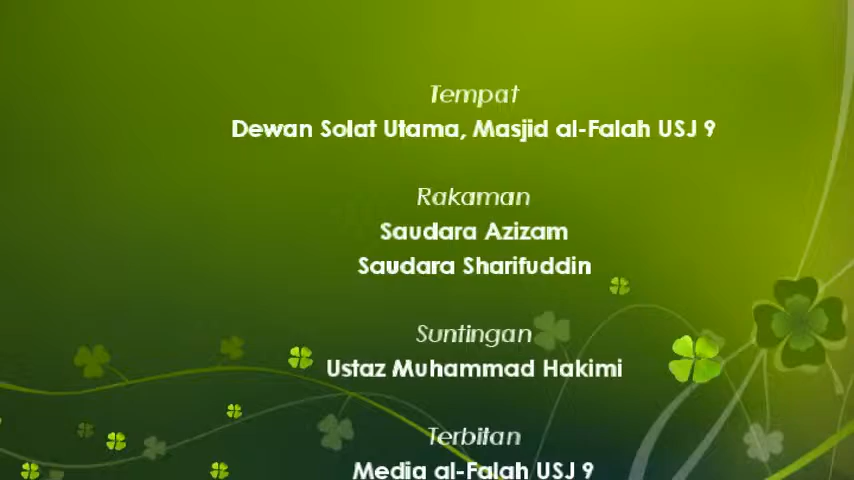 Tempat
Dewan Solat Utama, Masjid al-Falah USJ 9
Rakaman
Saudara Azizam
Saudara Sharifuddin
Suntingan
Ustaz Muhammad Hakimi
Terbitan
Media al-Falah USJ 9